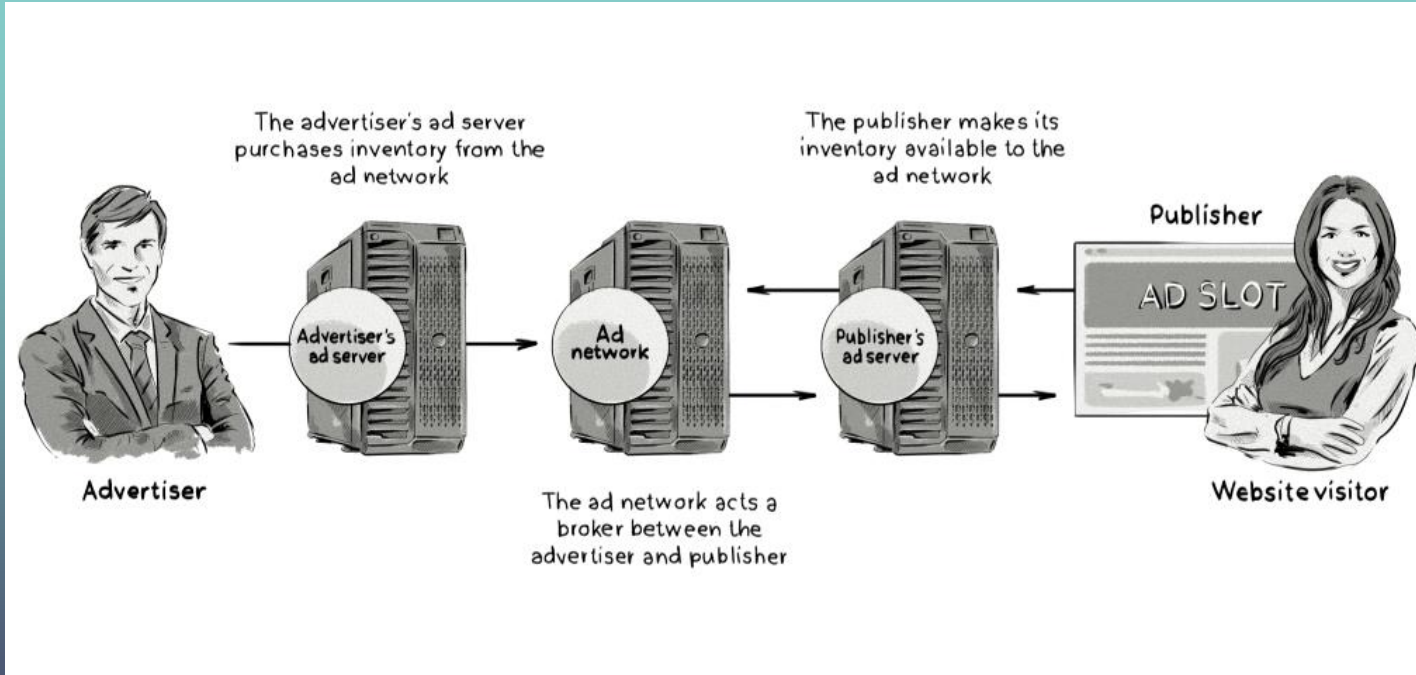 The advertiser's ad server
purchases inventory from the
ad network
The publisher makes its
inventory available to the
ad network
Publisher
AD SLOT
Advertiser's
ad server
Ad
network
Publisher's
ad server
Advertiser
Website visitor
The ad network acts a
broker between the
advertiser and publisher